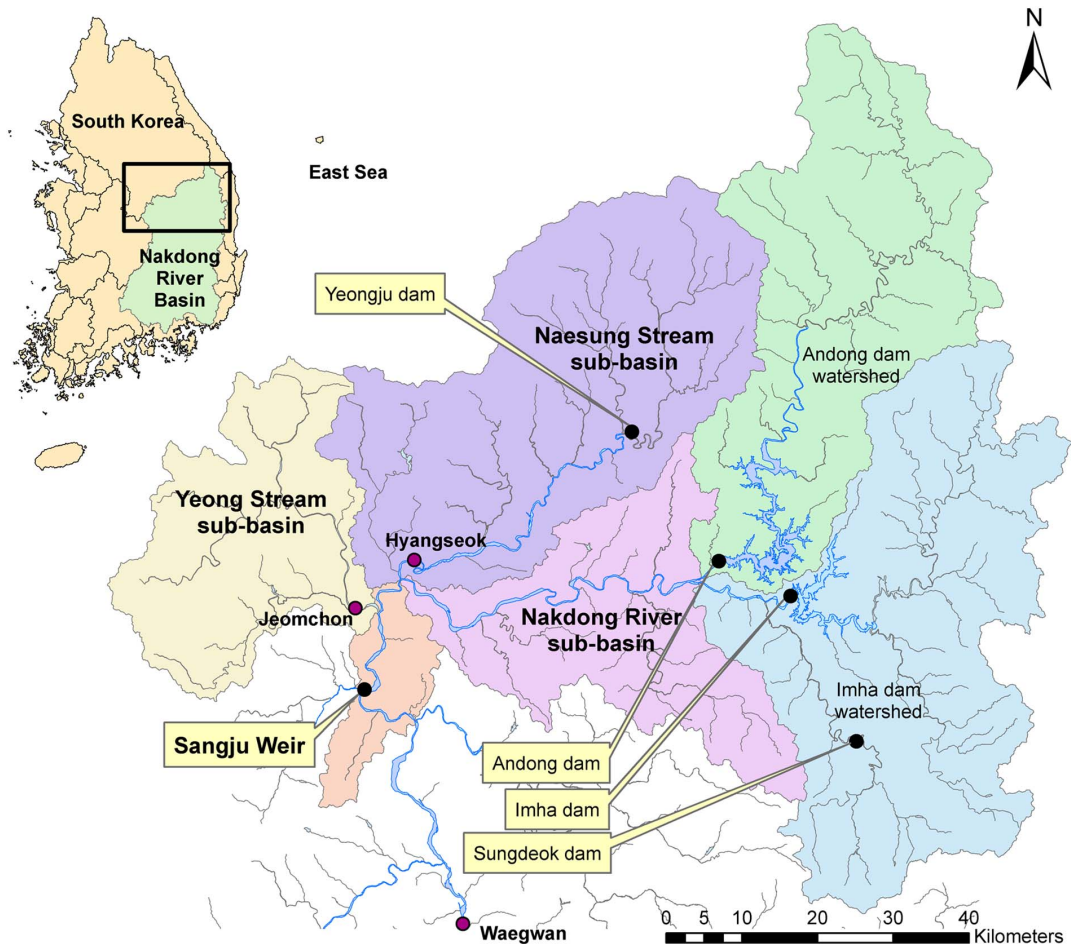 N
South Korea
East Sea
Nakdong
River
Basin
Yeongju dam
Naesung Stream
sub-basin
Andong dam
watershed
Yeong Stream
sub-basin
Hyangseok
Jeomchon
Nakdong River
sub-basin
Imha dam
watershed
Sangju Weir
Andong dam
Imha dam
Sungdeok dam
Waegwan
0 5 10 20 30 40
Kilometers